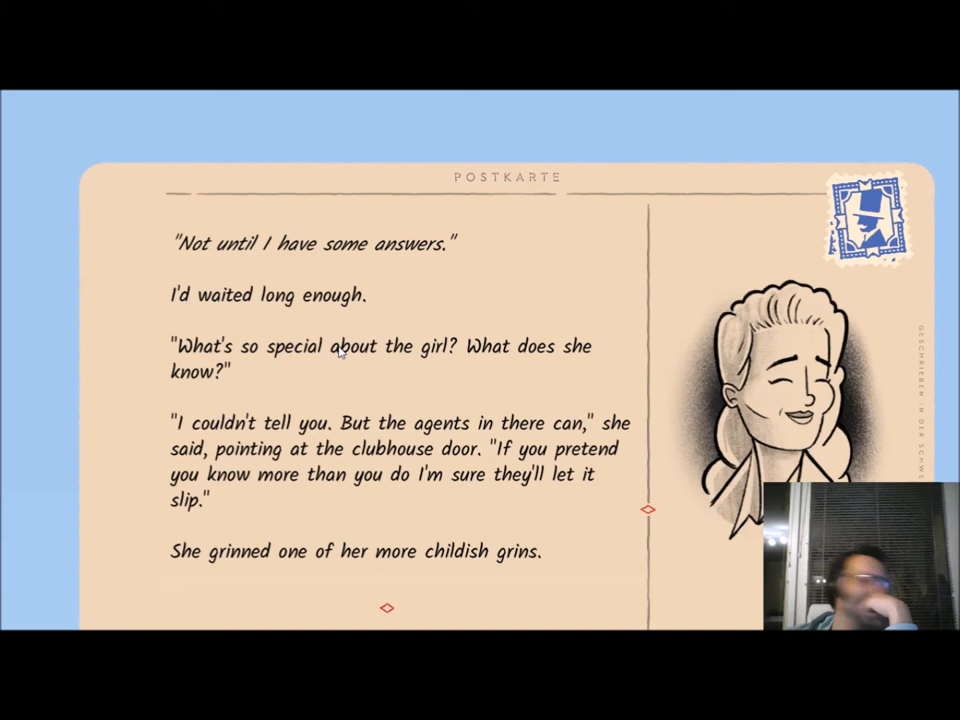 POSTKARTE
"Not until I have some answers."
I'd waited long enough.
"What's so special about the girl? What does she
know?"
"I couldn't tell you. But the agents in there can," she
said, pointing at the clubhouse door. "If you pretend
you know more than you do I'm sure they'll let it
slip."
She grinned one of her more childish grins.
GESCHRIEBEN IN DER